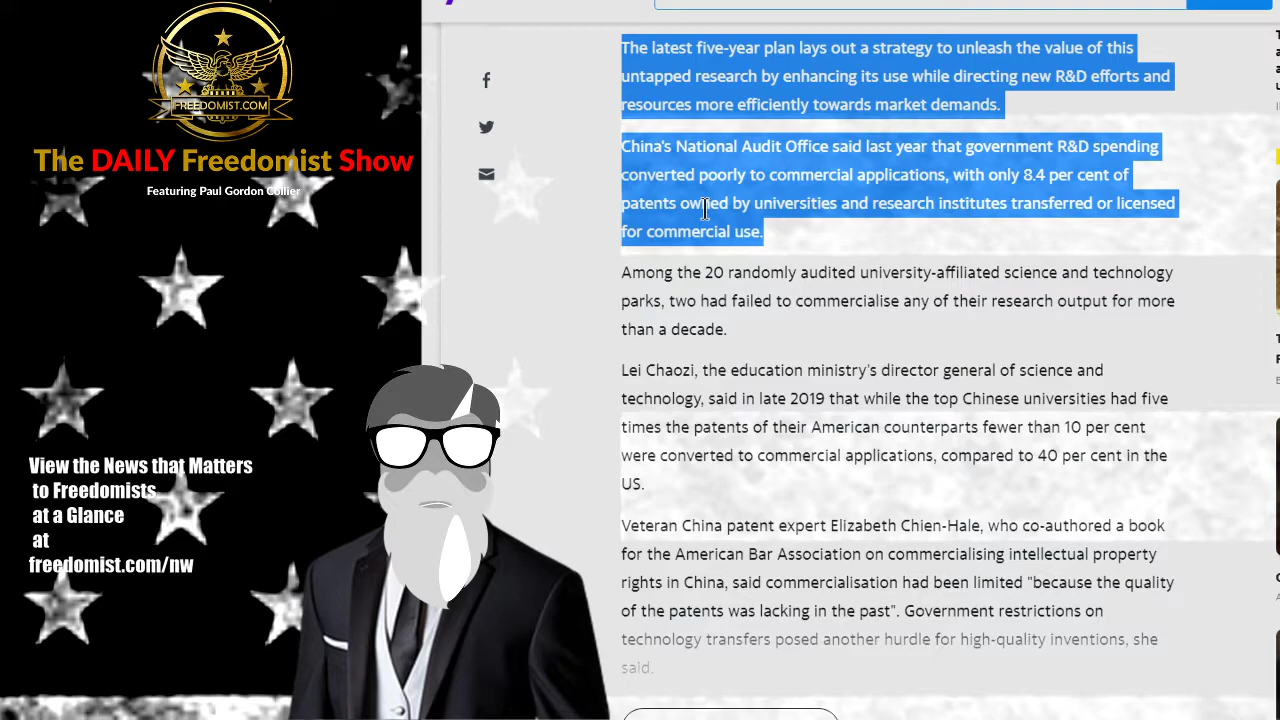 FREEDOMIST.COM
The DAILY Freedomist Show
Featuring Paul Gordon Collier
View the News that Matters
to Freedomists
at a Glance
at
freedomist.com/nw
The latest five-year plan lays out a strategy to unleash the value of this
untapped research by enhancing its use while directing new R&D efforts and
resources more efficiently towards market demands.
China's National Audit Office said last year that government R&D spending
converted poorly to commercial applications, with only 8.4 per cent of
patents owned by universities and research institutes transferred or licensed
for commercial use.
Among the 20 randomly audited university-affiliated science and technology
parks, two had failed to commercialise any of their research output for more
than a decade.
Lei Chaozi, the education ministry's director general of science and
technology, said in late 2019 that while the top Chinese universities had five
times the patents of their American counterparts fewer than 10 per cent
were converted to commercial applications, compared to 40 per cent in the
US.
Veteran China patent expert Elizabeth Chien-Hale, who co-authored a book
for the American Bar Association on commercialising intellectual property
rights in China, said commercialisation had been limited "because the quality
of the patents was lacking in the past". Government restrictions on
technology transfers posed another hurdle for high-quality inventions, she
said.